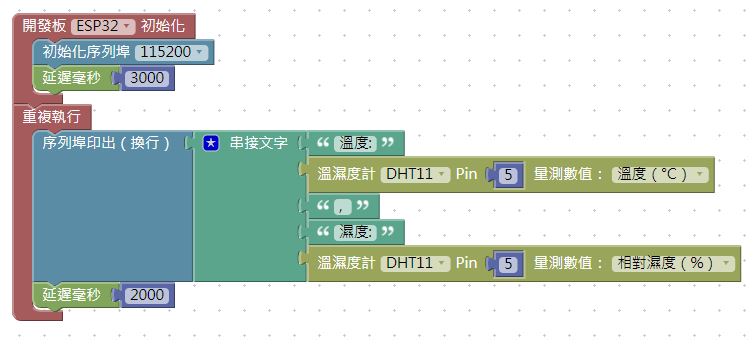 開發板 ESP32 初始化
初始化序列埠 115200
延遲毫秒 3000
重複執行
序列埠印出（換行） 串接文字 “ 溫度: ”
溫濕度計 DHT11 Pin 5 量測數值： 溫度（°C）
“ , ”
“ 濕度: ”
溫濕度計 DHT11 Pin 5 量測數值： 相對濕度（%）
延遲毫秒 2000